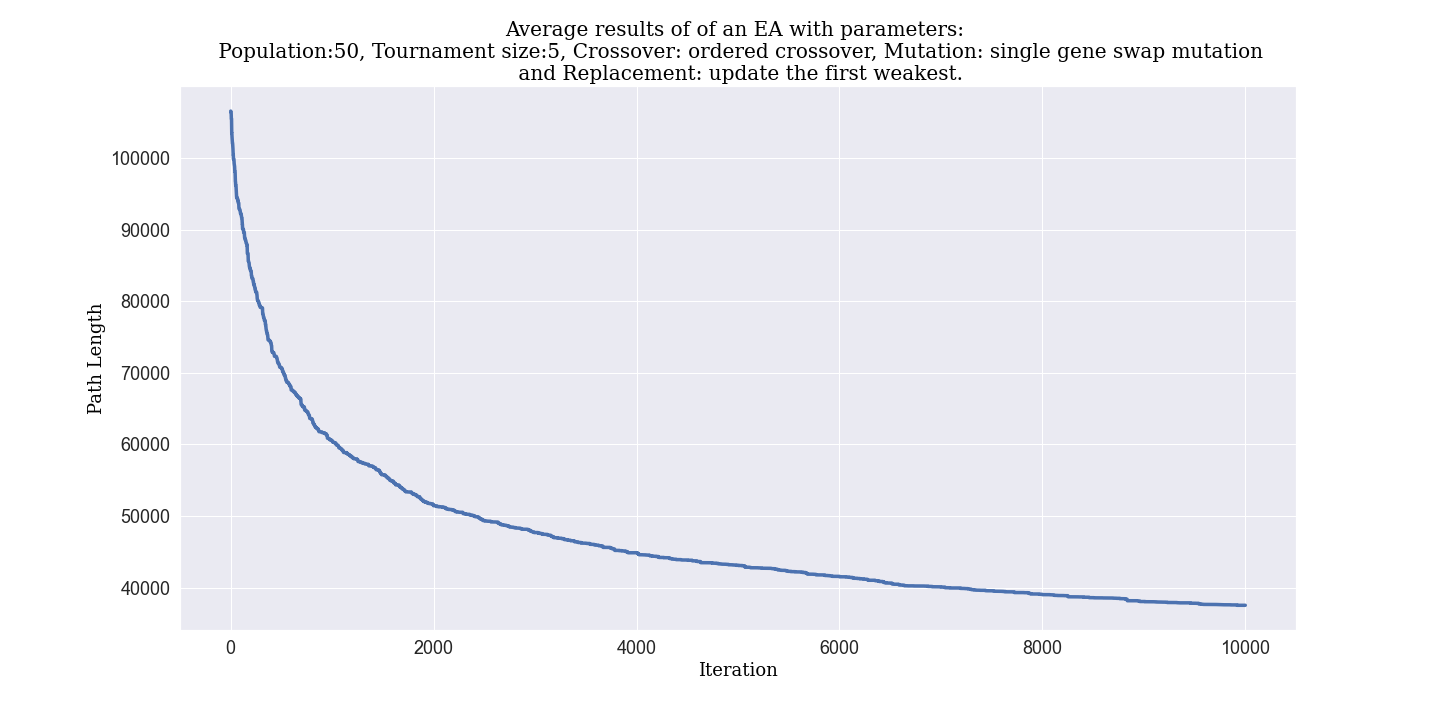 Average results of of an EA with parameters:
Population:50, Tournament size:5, Crossover: ordered crossover, Mutation: single gene swap mutation
and Replacement: update the first weakest.
100000
90000
80000
70000
60000
50000
40000
Path Length
0 2000 4000 6000 8000 10000
Iteration